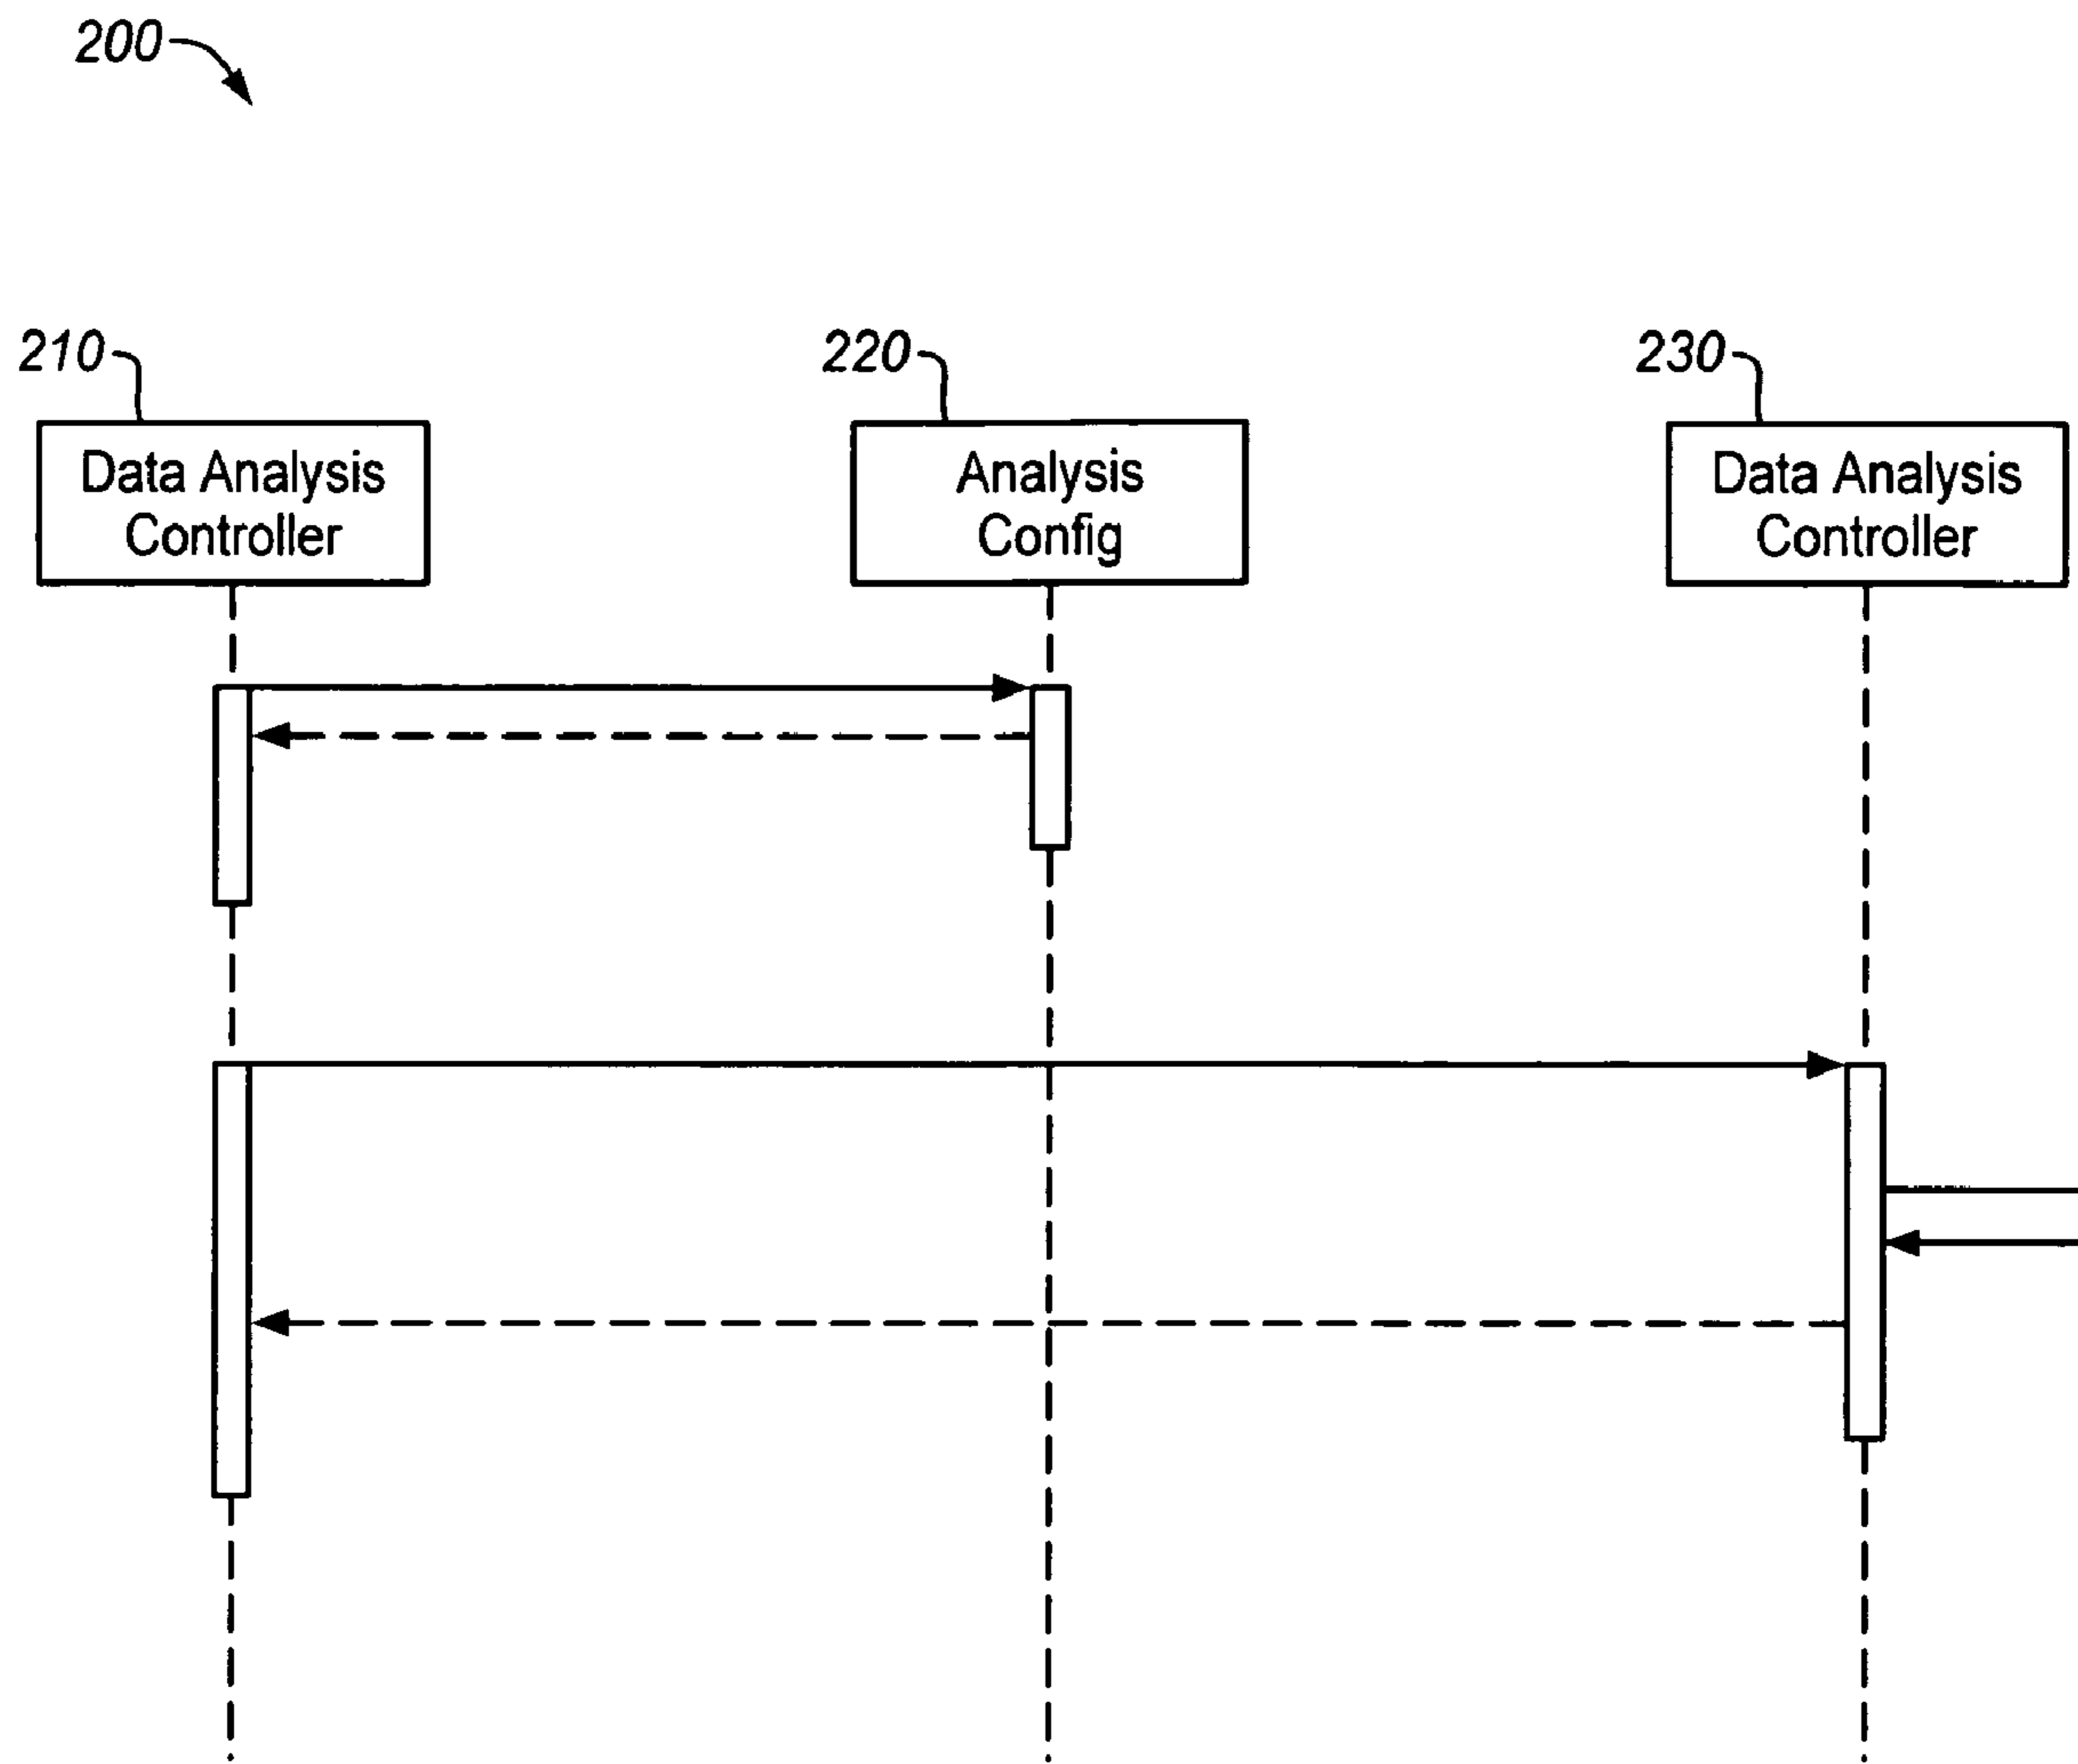 200
210
220
230
Data Analysis
Controller
Analysis
Config
Data Analysis
Controller